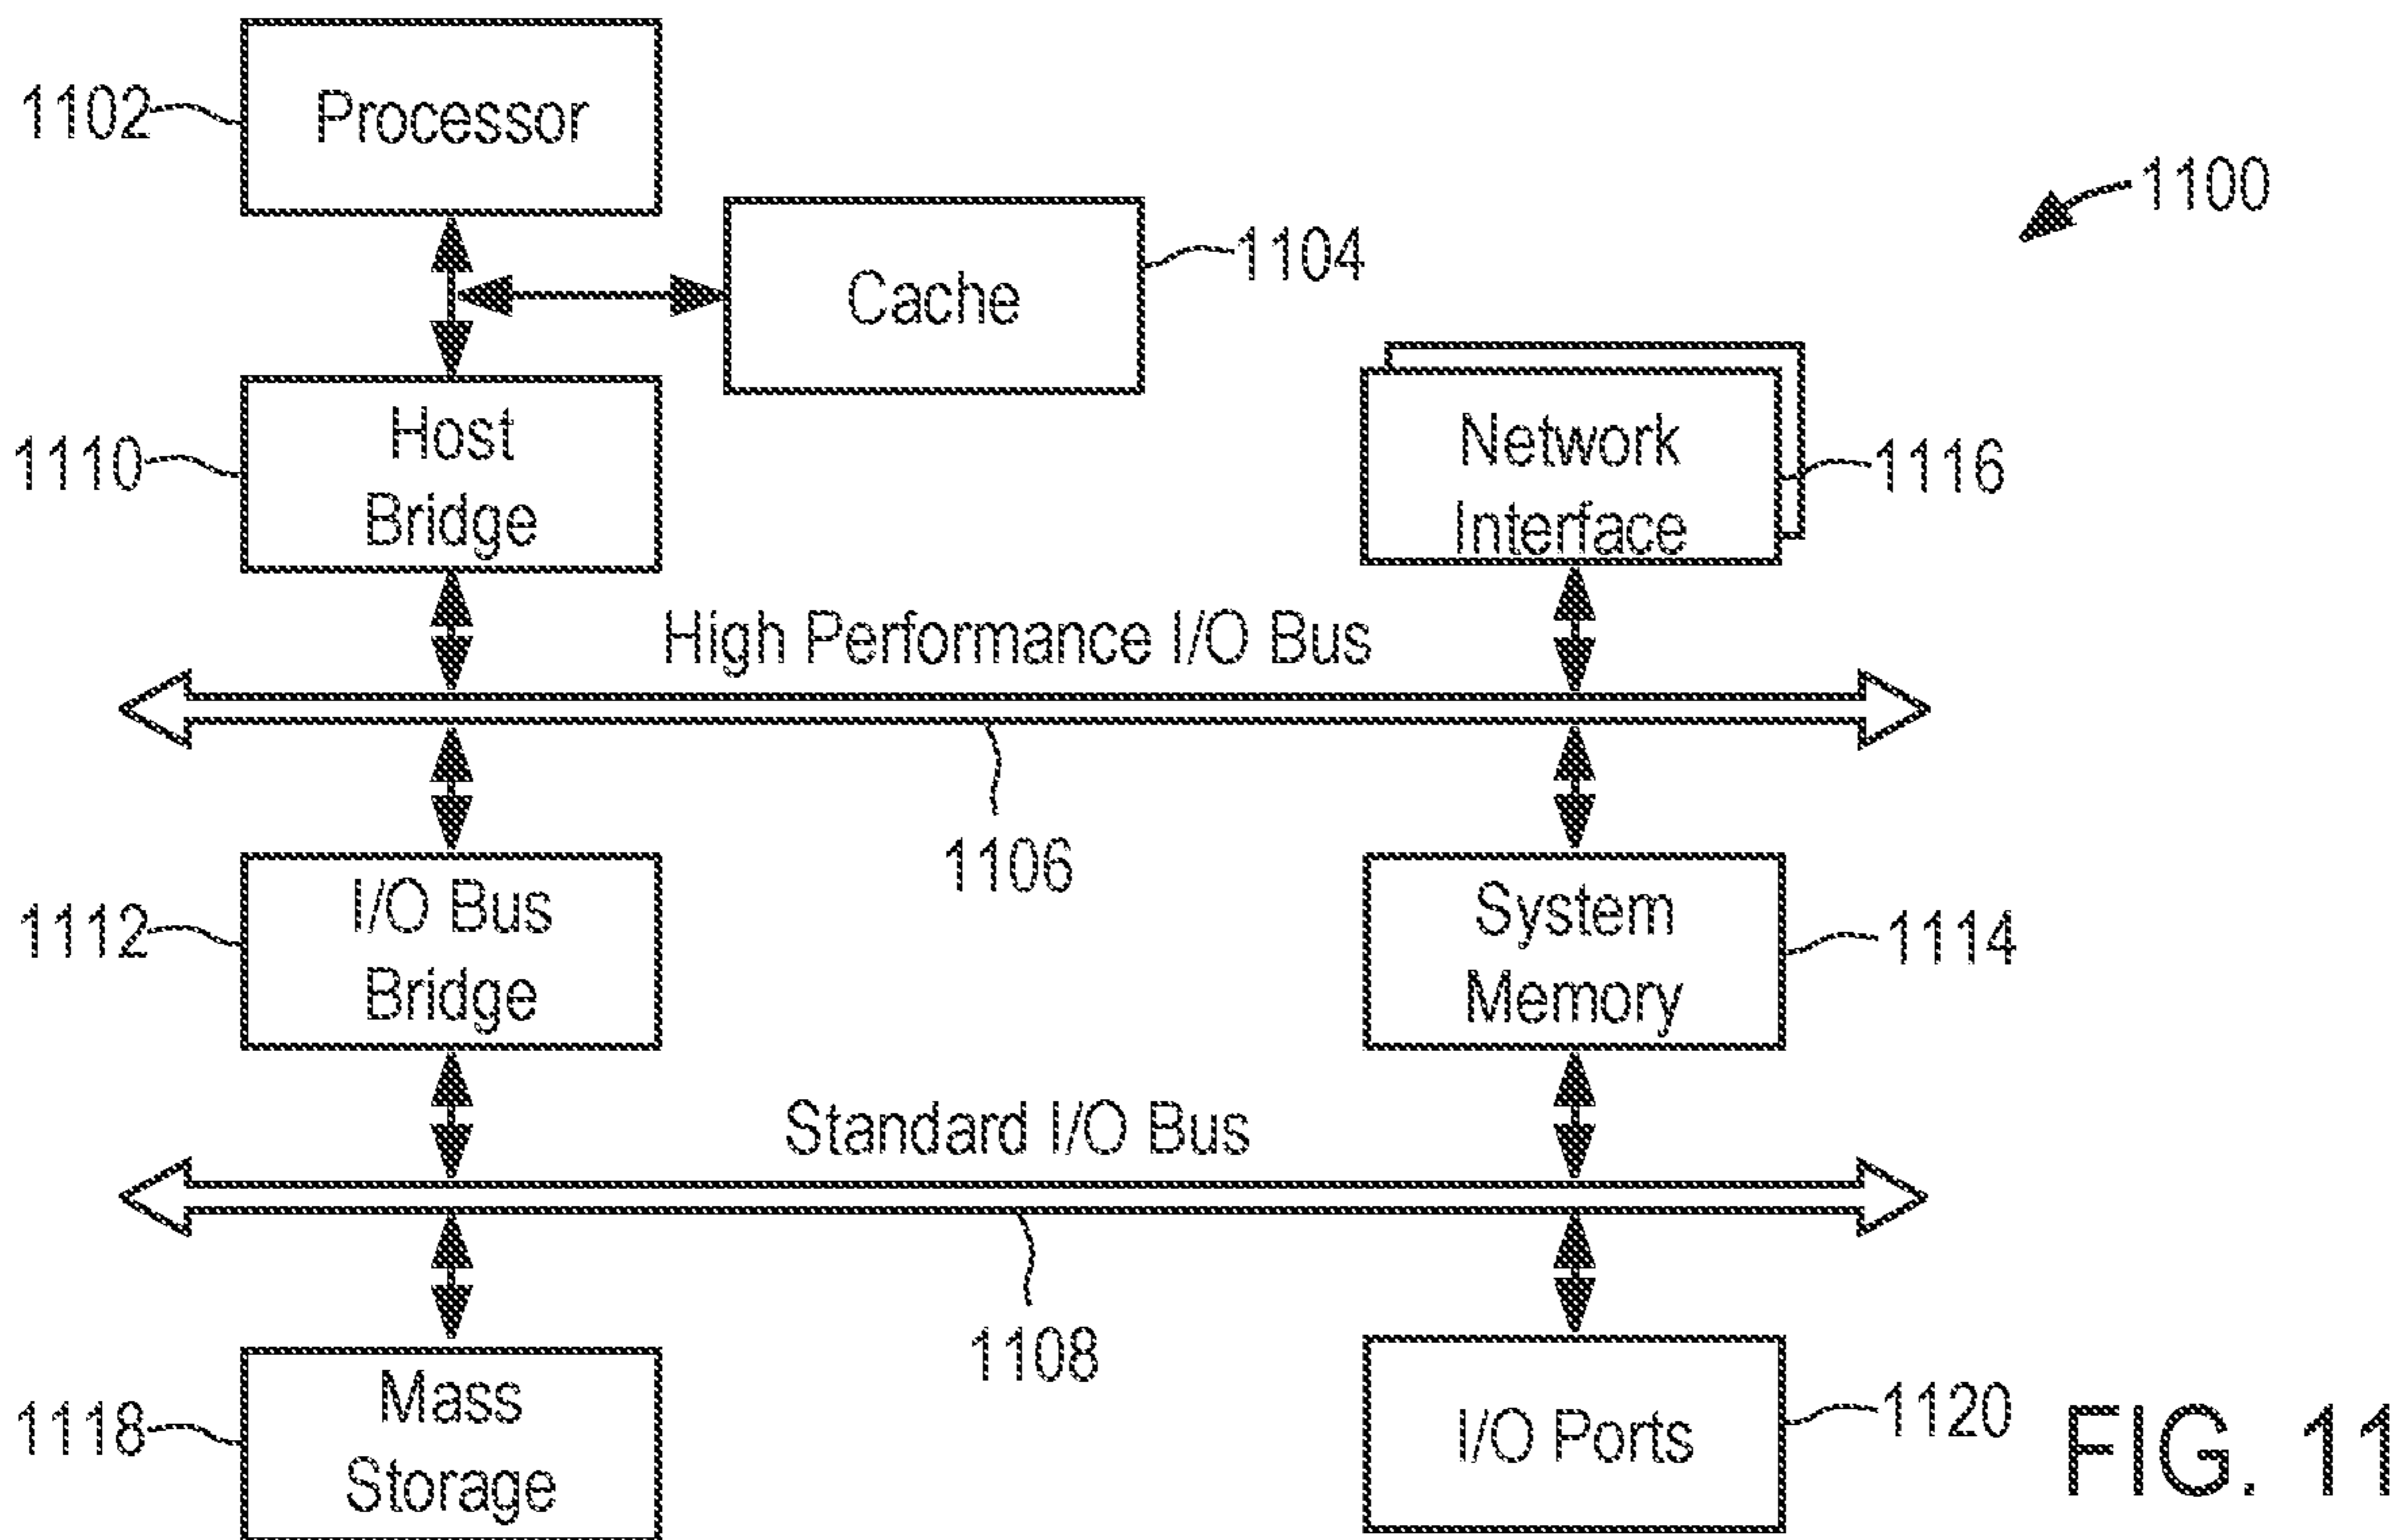 1102
Processor
1100
1104
Cache
1110
Host
Bridge
Network
Interface
1116
High Performance I/O Bus
1106
1112
I/O Bus
Bridge
System
Memory
1114
Standard I/O Bus
1108
1118
Mass
Storage
I/O Ports
1120
FIG. 11